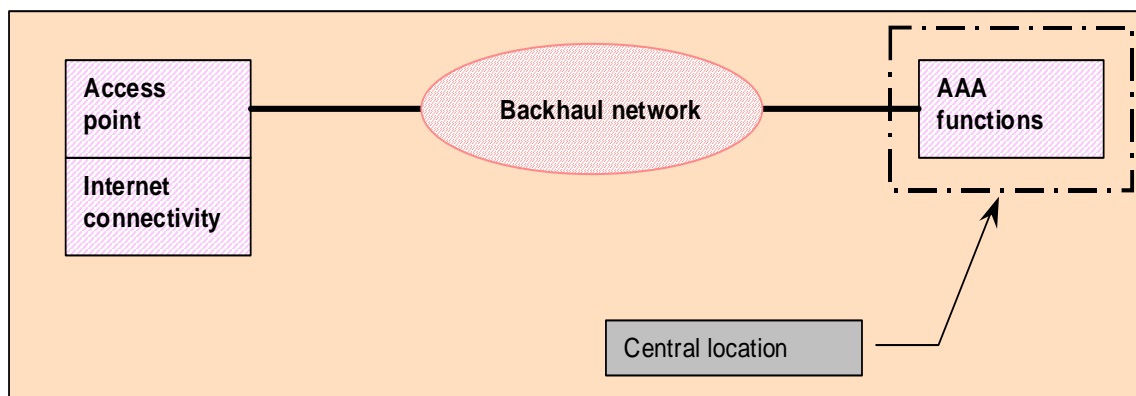 Access
point
Internet
connectivity
Backhaul network
AAA
functions
Central location